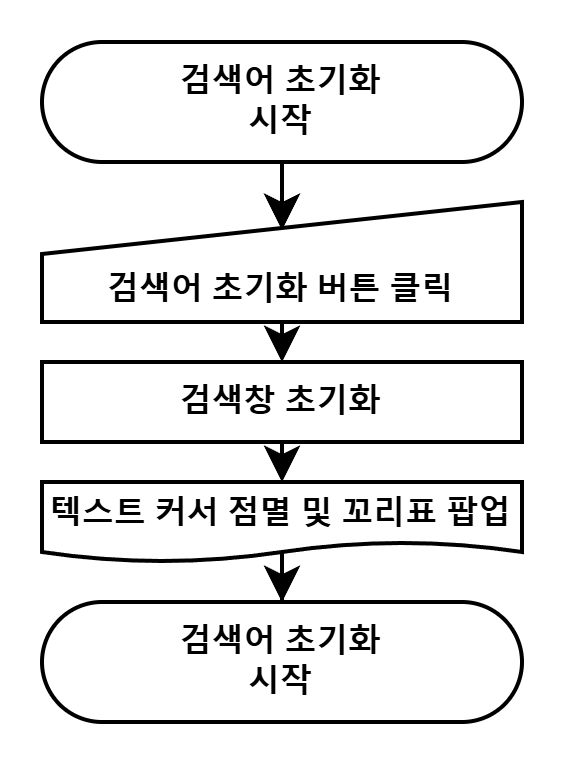 검색어 초기화
시작
검색어 초기화 버튼 클릭
검색창 초기화
텍스트 커서 점멸 및 꼬리표 팝업
검색어 초기화
시작